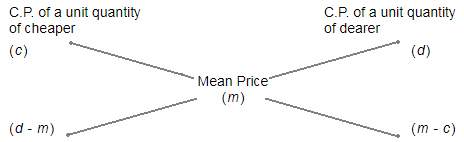 C.P. of a unit quantity
of cheaper
C.P. of a unit quantity
of dearer
(c)
(d)
Mean Price
(m)
(d - m)
(m - c)